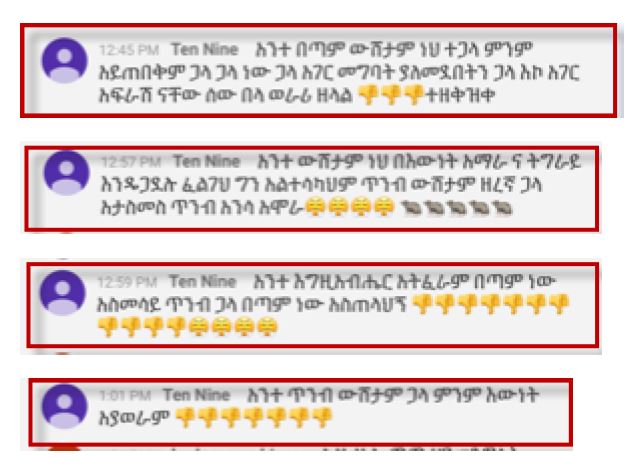 12:45 PM Ten Nine አንተ በጣም ውሸታም ነህ ተጋላ ምንም
አይጠበቅም ጋላ ጋላ ነው ጋላ አገር መግባት ያለመዷበትን ጋላ እኮ አገር
አፍራሽ ናቸው ሰው በላ ወራሪ ዘላል 👎👎👎ተዘቅዝቀ
12:57 PM Ten Nine አንተ ውሸታም ነህ በእውነት አማራ ና ትግራይ
እንዲጋደሉ ፈልገህ ግን አልተሳካህም ጥንብ ውሸታም ዘረኛ ጋላ
አታስመስ ጥንብ አንሳ አሞራ😤😤😤😤 🐃🐃🐃🐃🐃
12:59 PM Ten Nine አንተ እግዚአብሔር አትፈራም በጣም ነው
አስመሳይ ጥንብ ጋላ በጣም ነው አስጠላህኝ 👎👎👎👎👎👎👎
👎👎👎👎😤😤😤😤
1:01 PM Ten Nine አንተ ጥንብ ውሸታም ጋላ ምንም እውነት
አያወራም 👎👎👎👎👎👎👎